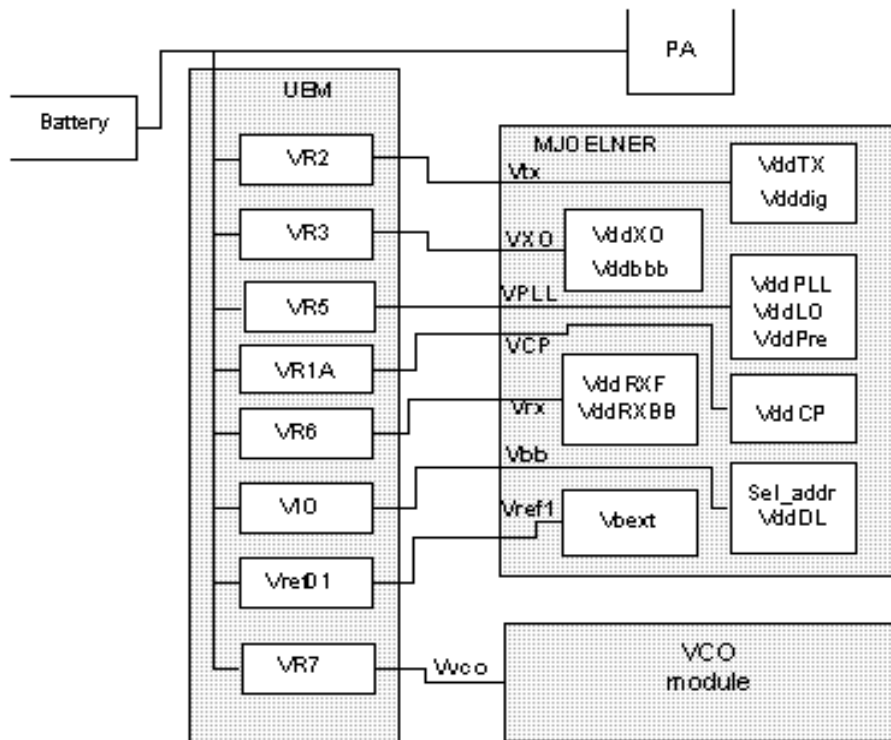 PA
UEM
Battery
MJOELNER
VR2
Vtx
VddTX
Vdddig
VR3
VXO
VddXO
Vddbbb
VR5
VPLL
VddPLL
VddLO
VddPre
VR1A
VCP
VddRXF
VddRXBB
VddCP
VR6
Vrx
Vbb
VIO
Sel_addr
VddDL
Vref1
Vbext
Vref01
VR7
Vvco
VCO
module